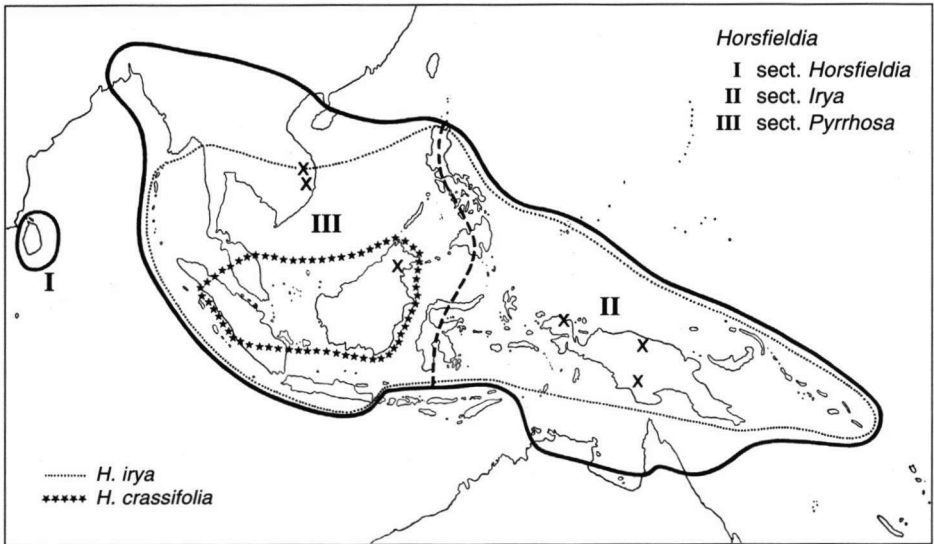 Horsfieldia
I sect. Horsfieldia
II sect. Irya
III sect. Pyrrhosa
X
X
III
I
X
II
X
X
X
H. irya
★★★★★ H. crassifolia